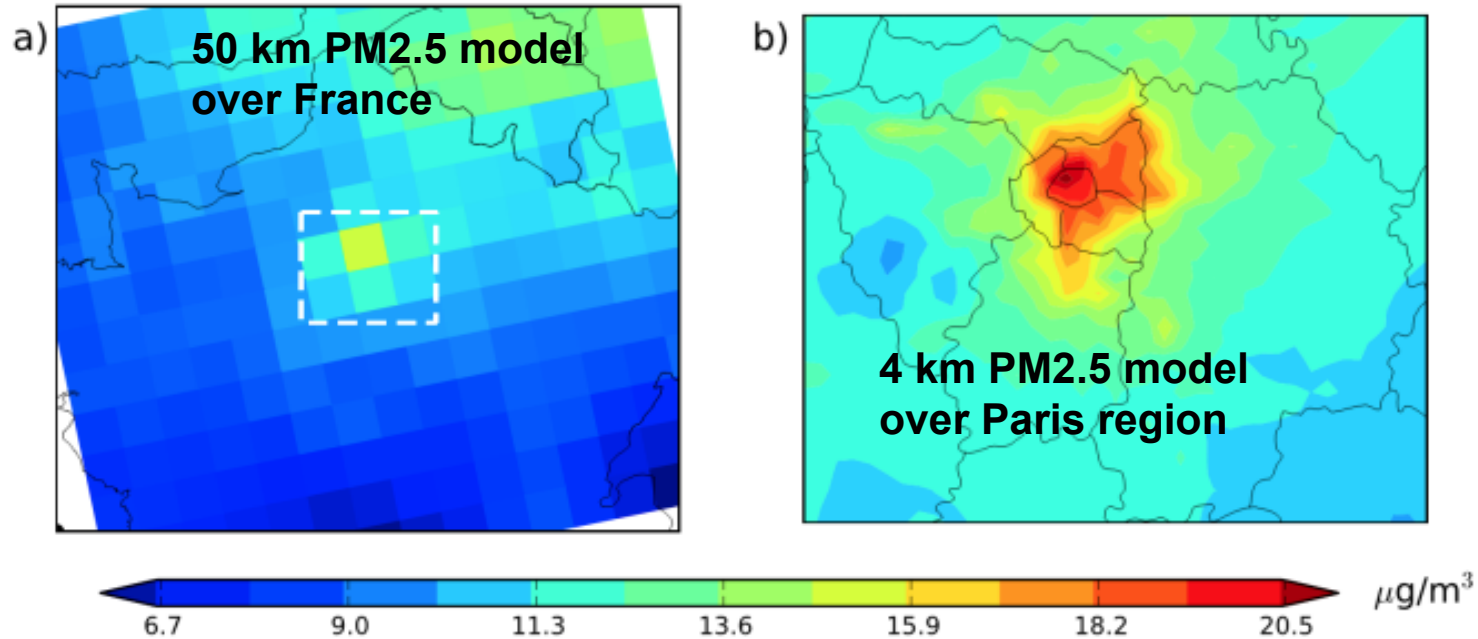 a)
50 km PM2.5 model
over France
b)
4 km PM2.5 model
over Paris region
6.7 9.0 11.3 13.6 15.9 18.2 20.5
μg/m³